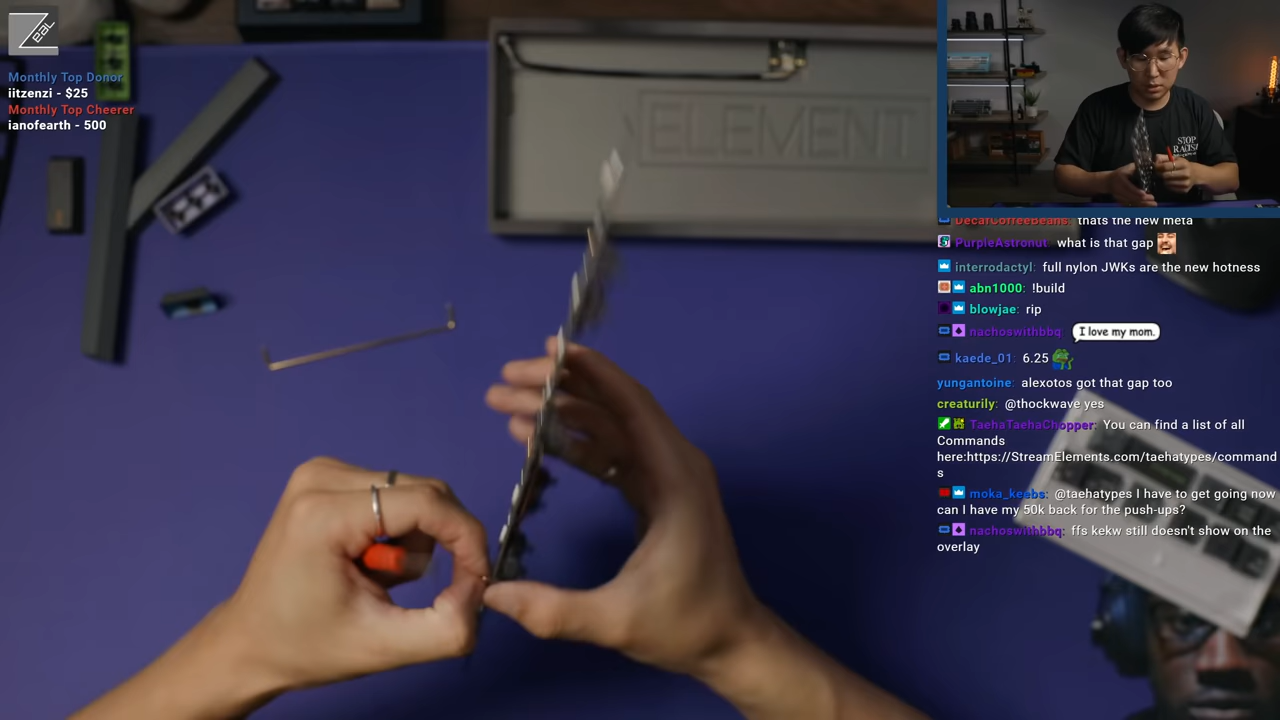 Zeal
Monthly Top Donor
iitzenzi - $25
Monthly Top Cheerer
ianofearth - 500
ELEMENT
STOP
DecafCoffeeBeans: thats the new meta
PurpleAstronut: what is that gap
interrodactyl: full nylon JWKs are the new hotness
abn1000: !build
blowjae: rip
nachoswithbbq: I love my mom.
kaede_01: 6.25
yungantoine: alexotos got that gap too
creaturily: @thockwave yes
TaehaTaehaChopper: You can find a list of all
Commands
here:https://StreamElements.com/taehatypes/command
s
moka_keebs: @taehatypes I have to get going now
can I have my 50k back for the push-ups?
nachoswithbbq: ffs kekw still doesn't show on the
overlay